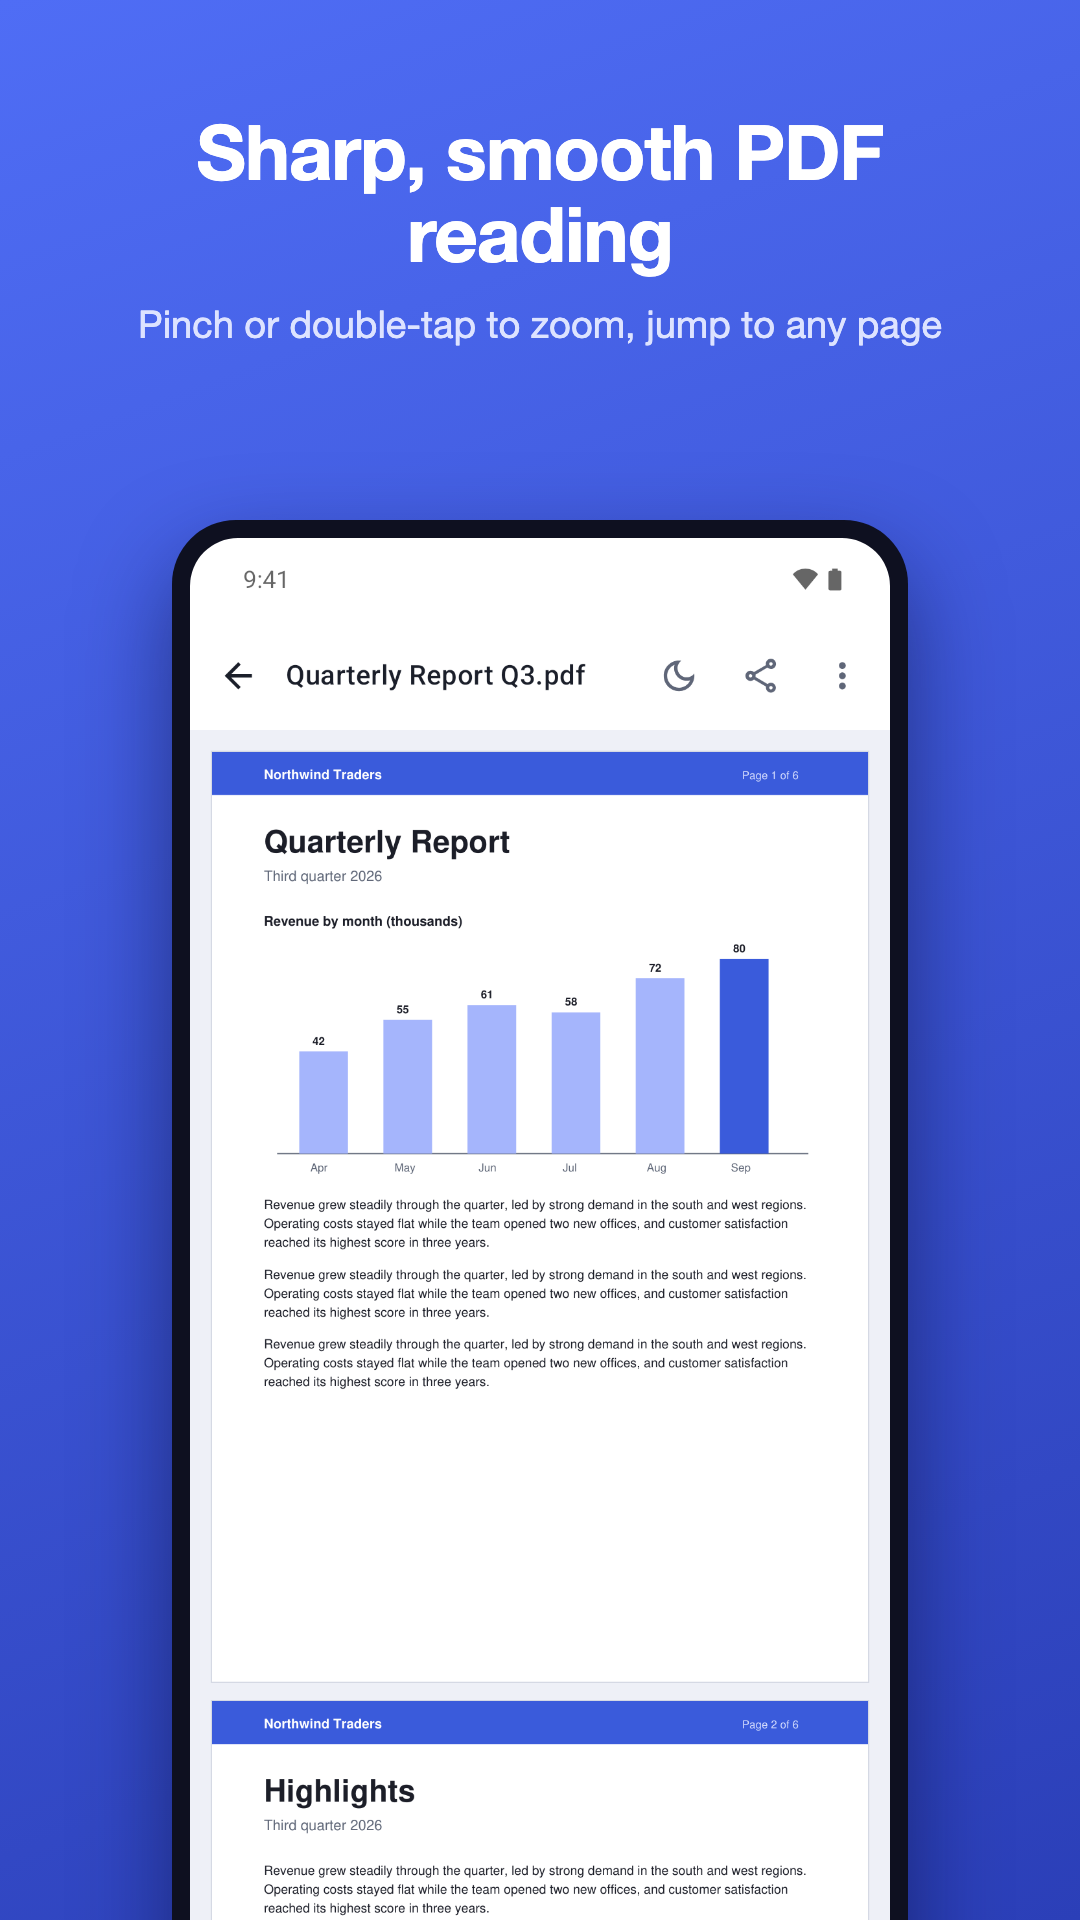 Sharp, smooth PDF
reading
Pinch or double-tap to zoom, jump to any page
9:41
Quarterly Report Q3.pdf
Northwind Traders
Page 1 of 6
Quarterly Report
Third quarter 2026
Revenue by month (thousands)
42
55
61
58
72
80
Apr
May
Jun
Jul
Aug
Sep
Revenue grew steadily through the quarter, led by strong demand in the south and west regions.
Operating costs stayed flat while the team opened two new offices, and customer satisfaction
reached its highest score in three years.
Revenue grew steadily through the quarter, led by strong demand in the south and west regions.
Operating costs stayed flat while the team opened two new offices, and customer satisfaction
reached its highest score in three years.
Revenue grew steadily through the quarter, led by strong demand in the south and west regions.
Operating costs stayed flat while the team opened two new offices, and customer satisfaction
reached its highest score in three years.
Northwind Traders
Page 2 of 6
Highlights
Third quarter 2026
Revenue grew steadily through the quarter, led by strong demand in the south and west regions.
Operating costs stayed flat while the team opened two new offices, and customer satisfaction
reached its highest score in three years.